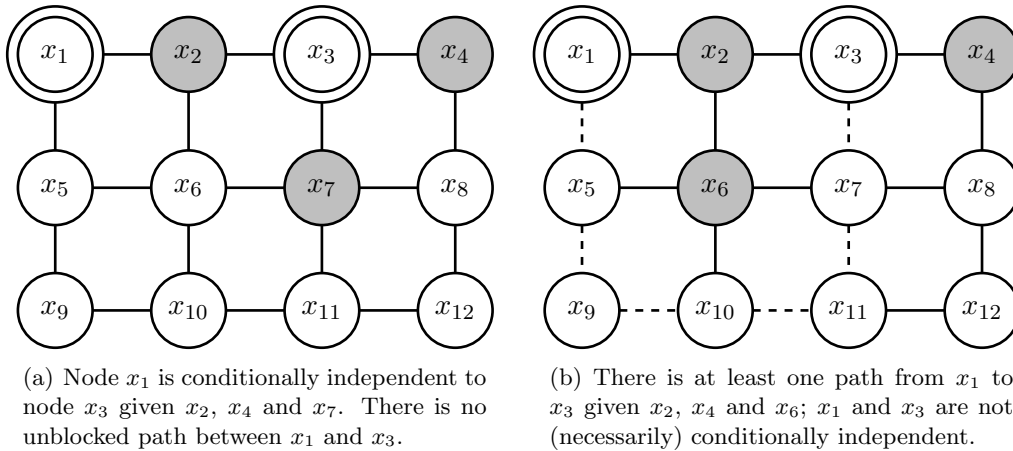 x1 x2 x3 x4 x1 x2 x3 x4
x5 x6 x7 x8 x5 x6 x7 x8
x9 x10 x11 x12 x9 x10 x11 x12
(a) Node x1 is conditionally independent to
node x3 given x2, x4 and x7. There is no
unblocked path between x1 and x3.
(b) There is at least one path from x1 to
x3 given x2, x4 and x6; x1 and x3 are not
(necessarily) conditionally independent.